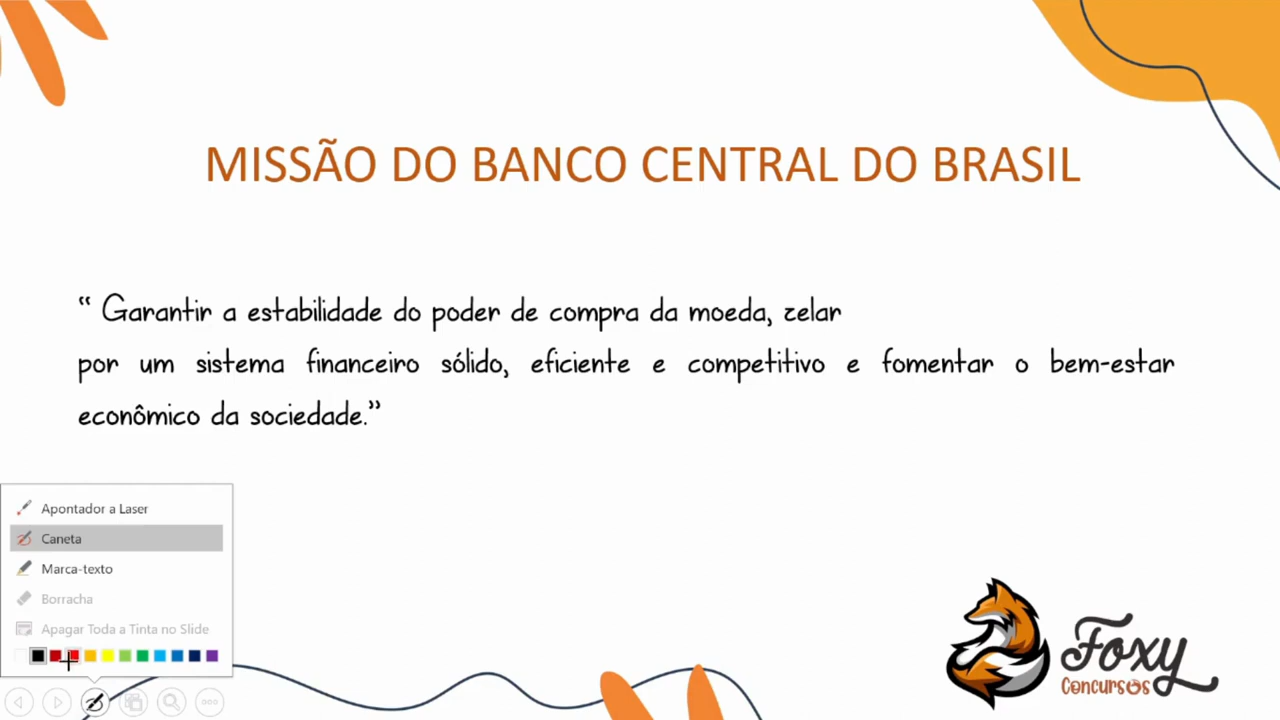 MISSÃO DO BANCO CENTRAL DO BRASIL
“ Garantir a estabilidade do poder de compra da moeda, zelar
por um sistema financeiro sólido, eficiente e competitivo e fomentar o bem-estar
econômico da sociedade.”
Apontador a Laser
Caneta
Marca-texto
Borracha
Apagar Toda a Tinta no Slide
Foxy
Concursos